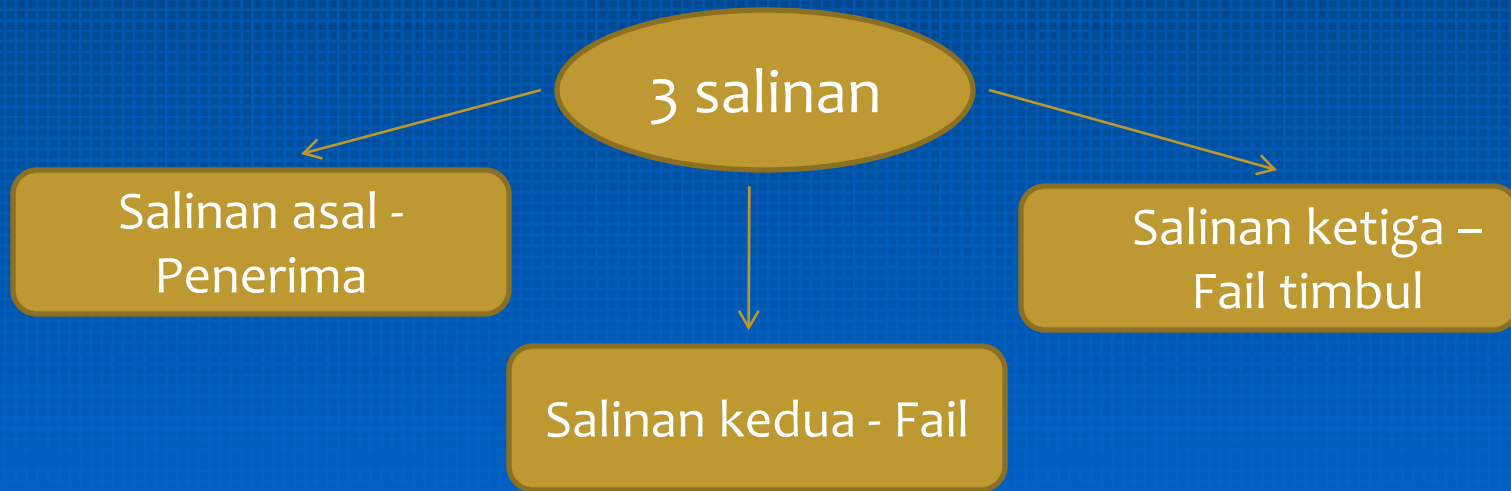 3 salinan
Salinan asal -
Penerima
Salinan ketiga –
Fail timbul
Salinan kedua - Fail